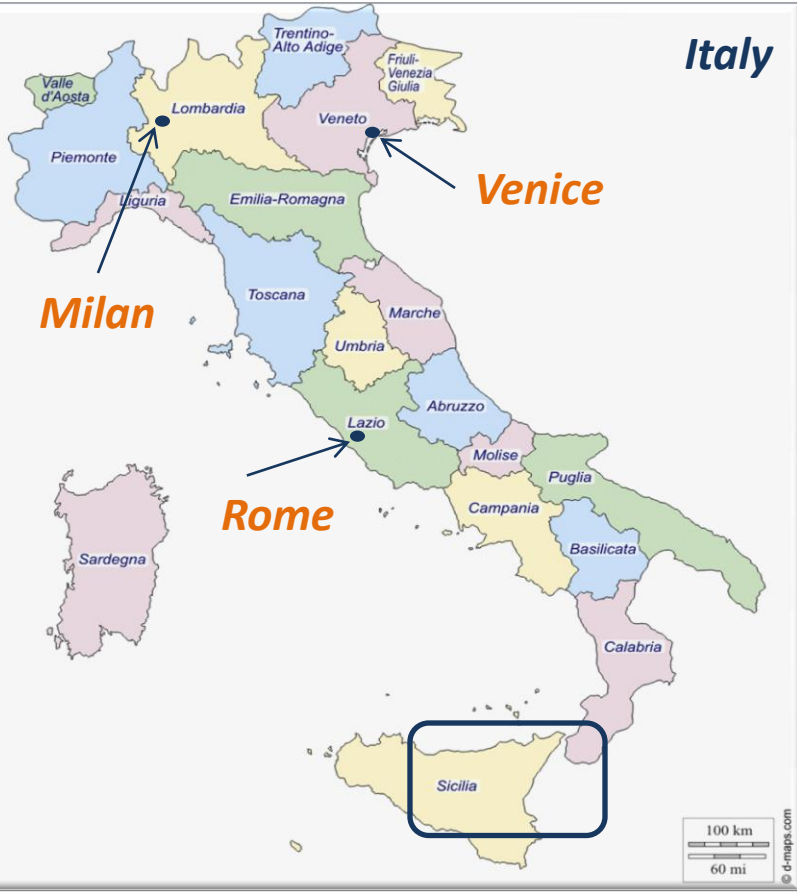 Italy
Trentino-
Alto Adige
Friuli-
Venezia
Giulia
Valle
d'Aosta
Lombardia
Veneto
Piemonte
Venice
Liguria
Emilia-Romagna
Milan
Toscana
Marche
Umbria
Abruzzo
Lazio
Molise
Puglia
Rome
Campania
Basilicata
Sardegna
Calabria
Sicilia
100 km
60 mi
© d-maps.com